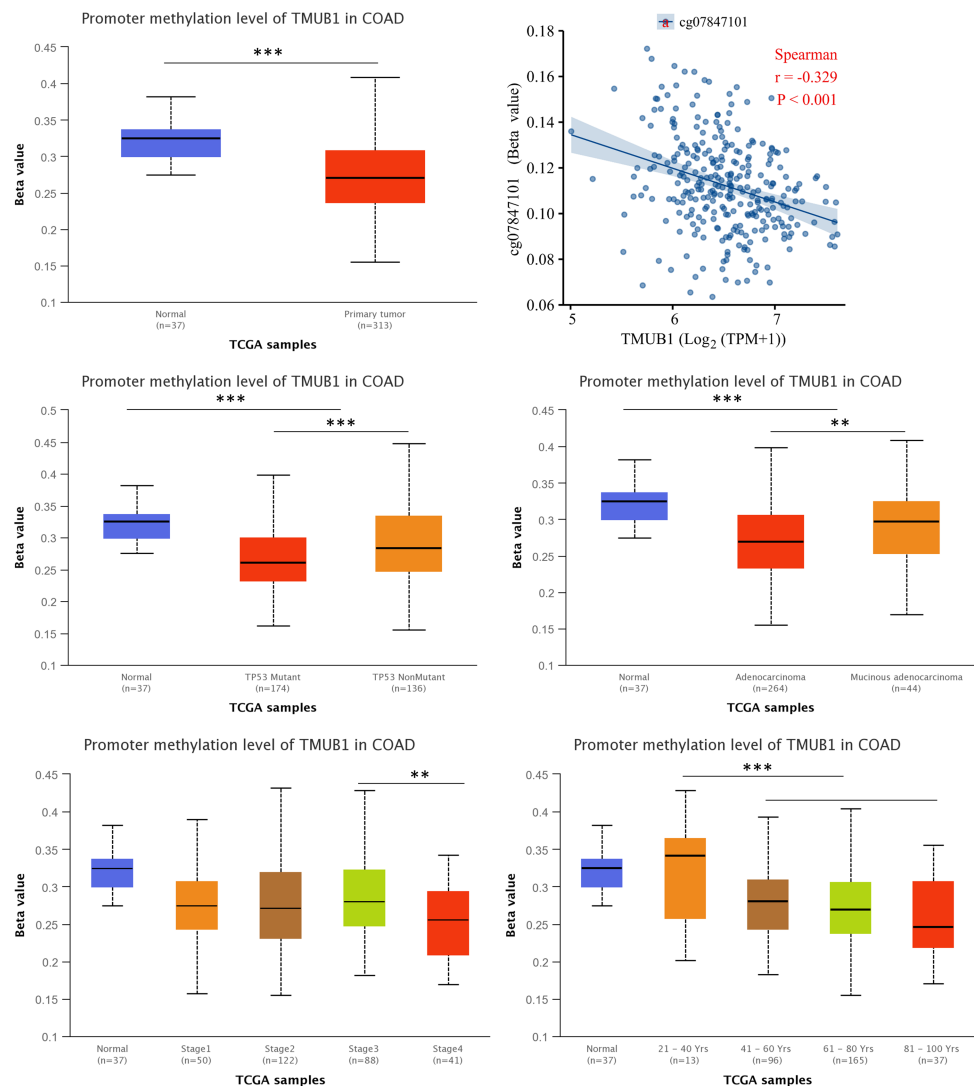 Promoter methylation level of TMUB1 in COAD
0.45
0.4
0.35
0.3
0.25
0.2
0.15
0.1
Beta value
***
Normal
(n=37)
Primary tumor
(n=313)
TCGA samples
a cg07847101
Spearman
r = -0.329
P < 0.001
0.18
0.16
0.14
0.12
0.10
0.08
0.06
cg07847101 (Beta value)
5
6
7
TMUB1 (Log2 (TPM+1))
Promoter methylation level of TMUB1 in COAD
0.5
0.45
0.4
0.35
0.3
0.25
0.2
0.15
0.1
Beta value
***
***
Normal
(n=37)
TP53 Mutant
(n=174)
TP53 NonMutant
(n=136)
TCGA samples
Promoter methylation level of TMUB1 in COAD
0.45
0.4
0.35
0.3
0.25
0.2
0.15
0.1
Beta value
***
**
Normal
(n=37)
Adenocarcinoma
(n=264)
Mucinous adenocarcinoma
(n=44)
TCGA samples
Promoter methylation level of TMUB1 in COAD
0.45
0.4
0.35
0.3
0.25
0.2
0.15
0.1
Beta value
**
Normal
(n=37)
Stage1
(n=50)
Stage2
(n=122)
Stage3
(n=88)
Stage4
(n=41)
TCGA samples
Promoter methylation level of TMUB1 in COAD
0.45
0.4
0.35
0.3
0.25
0.2
0.15
0.1
Beta value
***
Normal
(n=37)
21 – 40 Yrs
(n=13)
41 – 60 Yrs
(n=96)
61 – 80 Yrs
(n=165)
81 – 100 Yrs
(n=37)
TCGA samples